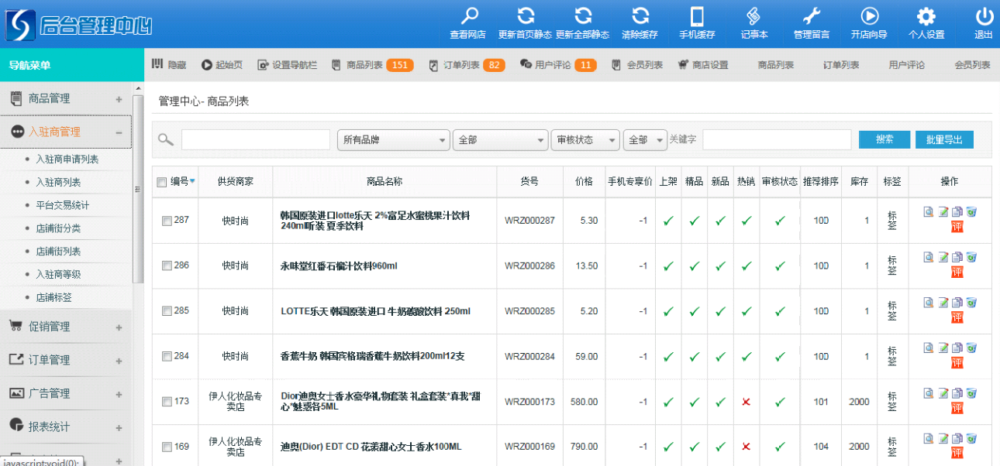 后台管理中心
查看网店 更新首页静态 更新全部静态 清除缓存 手机缓存 记事本 管理留言 开店向导 个人设置 退出
导航菜单
隐藏 起始页 设置导航栏 商品列表 151 订单列表 82 用户评论 11 会员列表 商店设置 商品列表 订单列表 用户评论 会员列表
商品管理 +
入驻商管理 −
入驻商申请列表
入驻商列表
平台交易统计
店铺街分类
店铺街列表
入驻商等级
店铺标签
促销管理 +
订单管理 +
广告管理 +
报表统计 +
javascript:void(0);
管理中心- 商品列表
所有品牌 全部 审核状态 全部 关键字 搜索 批量导出
编号 供货商家 商品名称 货号 价格 手机专享价 上架 精品 新品 热销 审核状态 推荐排序 库存 标签 操作
287 快时尚 韩国原装进口lotte乐天 2%富足水蜜桃果汁饮料 240ml听装 夏季饮料 WRZ000287 5.30 -1 100 1 标签 评
286 快时尚 永味堂红番石榴汁饮料960ml WRZ000286 13.50 -1 100 1 标签 评
285 快时尚 LOTTE乐天 韩国原装进口 牛奶碳酸饮料 250ml WRZ000285 5.20 -1 100 1 标签 评
284 快时尚 香蕉牛奶 韩国宾格瑞香蕉牛奶饮料200ml12支 WRZ000284 59.00 -1 100 1 标签 评
173 伊人化妆品专卖店 Dior迪奥女士香水豪华礼物套装 礼盒套装*真我*甜心*魅惑各5ML WRZ000173 580.00 -1 101 2000 标签 评
169 伊人化妆品专卖店 迪奥(Dior) EDT CD 花漾甜心女士香水100ML WRZ000169 790.00 -1 104 2000 标签 评